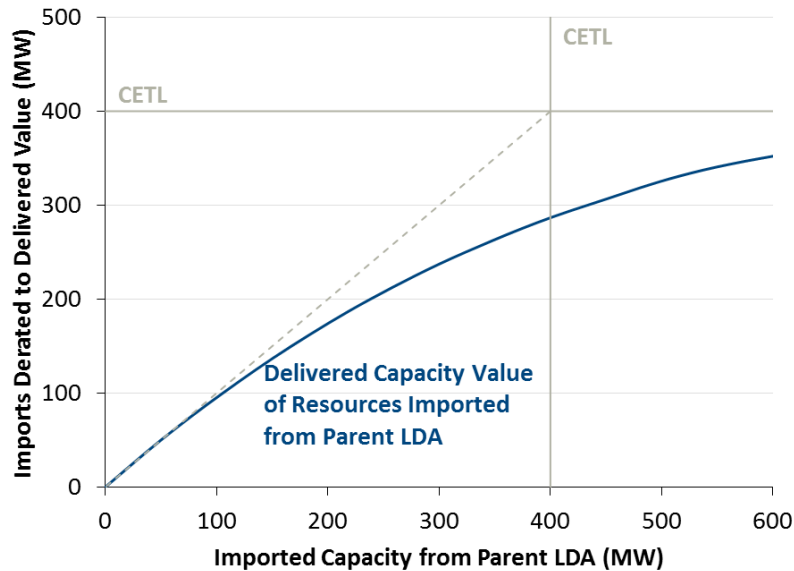 500
CETL
CETL
400
300
200
100
0
Delivered Capacity Value
of Resources Imported
from Parent LDA
0 100 200 300 400 500 600
Imported Capacity from Parent LDA (MW)
Imports Derated to Delivered Value (MW)